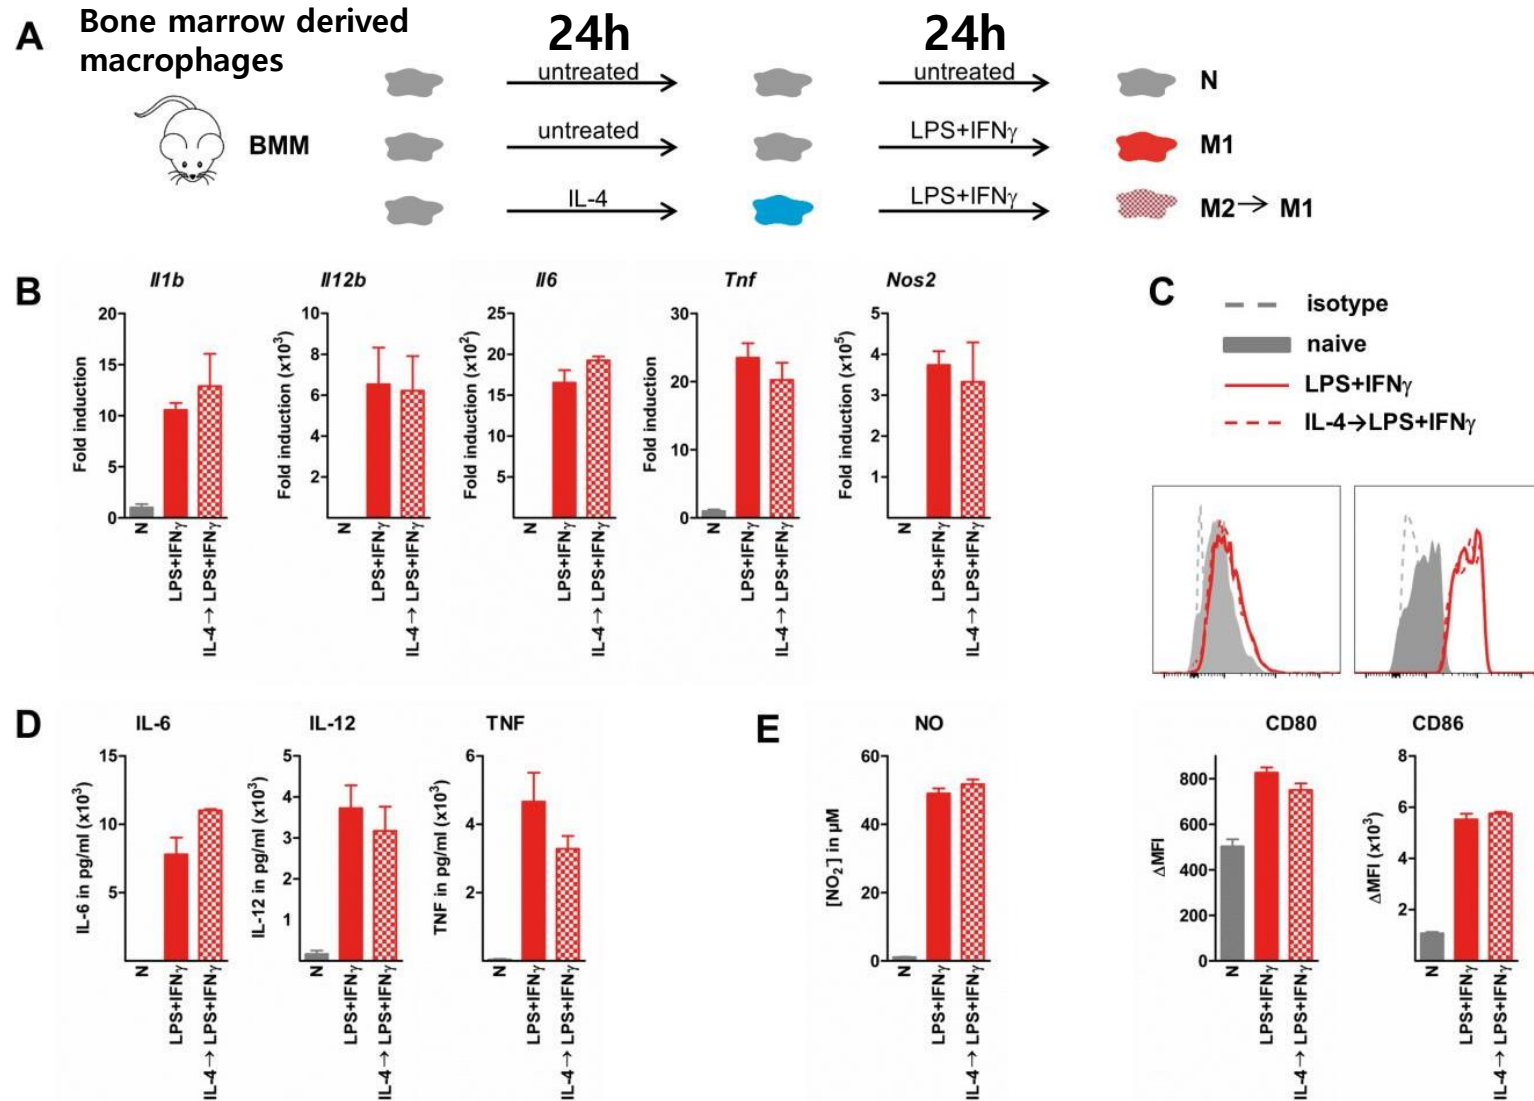 A
Bone marrow derived
macrophages
24h
24h
untreated
untreated
N
BMM
untreated
LPS+IFNγ
M1
IL-4
LPS+IFNγ
M2→ M1
B
Il1b
Il12b
Il6
Tnf
Nos2
Fold induction
20
15
10
5
0
N
LPS+IFNγ
IL-4→LPS+IFNγ
Fold induction (x10³)
10
8
6
4
2
N
LPS+IFNγ
IL-4→LPS+IFNγ
Fold induction (x10²)
25
20
15
10
5
N
LPS+IFNγ
IL-4→LPS+IFNγ
Fold induction
30
20
10
0
N
LPS+IFNγ
IL-4→LPS+IFNγ
Fold induction (x10⁵)
5
4
3
2
1
N
LPS+IFNγ
IL-4→LPS+IFNγ
C
isotype
naive
LPS+IFNγ
IL-4→LPS+IFNγ
D
IL-6
IL-12
TNF
IL-6 in pg/ml (x10³)
15
10
5
N
LPS+IFNγ
IL-4→LPS+IFNγ
IL-12 in pg/ml (x10³)
5
4
3
2
1
N
LPS+IFNγ
IL-4→LPS+IFNγ
TNF in pg/ml (x10³)
6
4
2
N
LPS+IFNγ
IL-4→LPS+IFNγ
E
NO
[NO₂] in µM
60
40
20
0
N
LPS+IFNγ
IL-4→LPS+IFNγ
CD80
CD86
ΔMFI
800
600
400
200
0
N
LPS+IFNγ
IL-4→LPS+IFNγ
ΔMFI (x10³)
8
6
4
2
N
LPS+IFNγ
IL-4→LPS+IFNγ